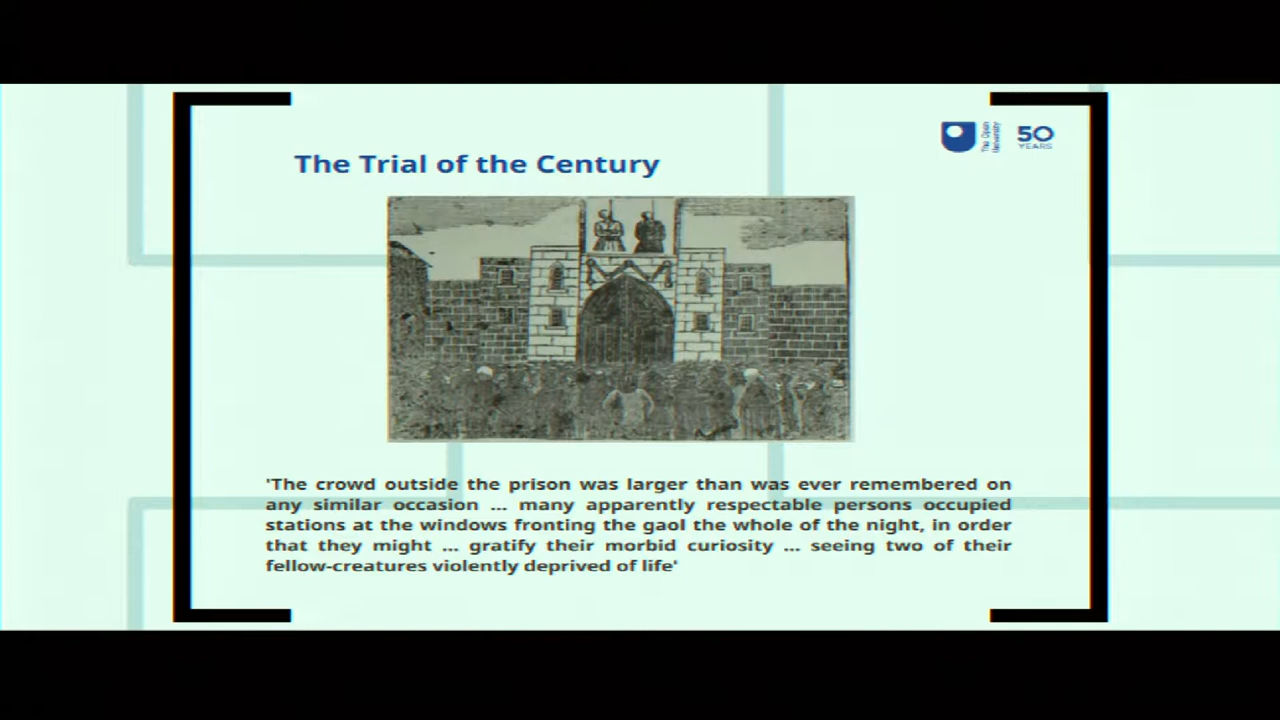 The Open
University
50
YEARS
The Trial of the Century
'The crowd outside the prison was larger than was ever remembered on
any similar occasion ... many apparently respectable persons occupied
stations at the windows fronting the gaol the whole of the night, in order
that they might ... gratify their morbid curiosity ... seeing two of their
fellow-creatures violently deprived of life'